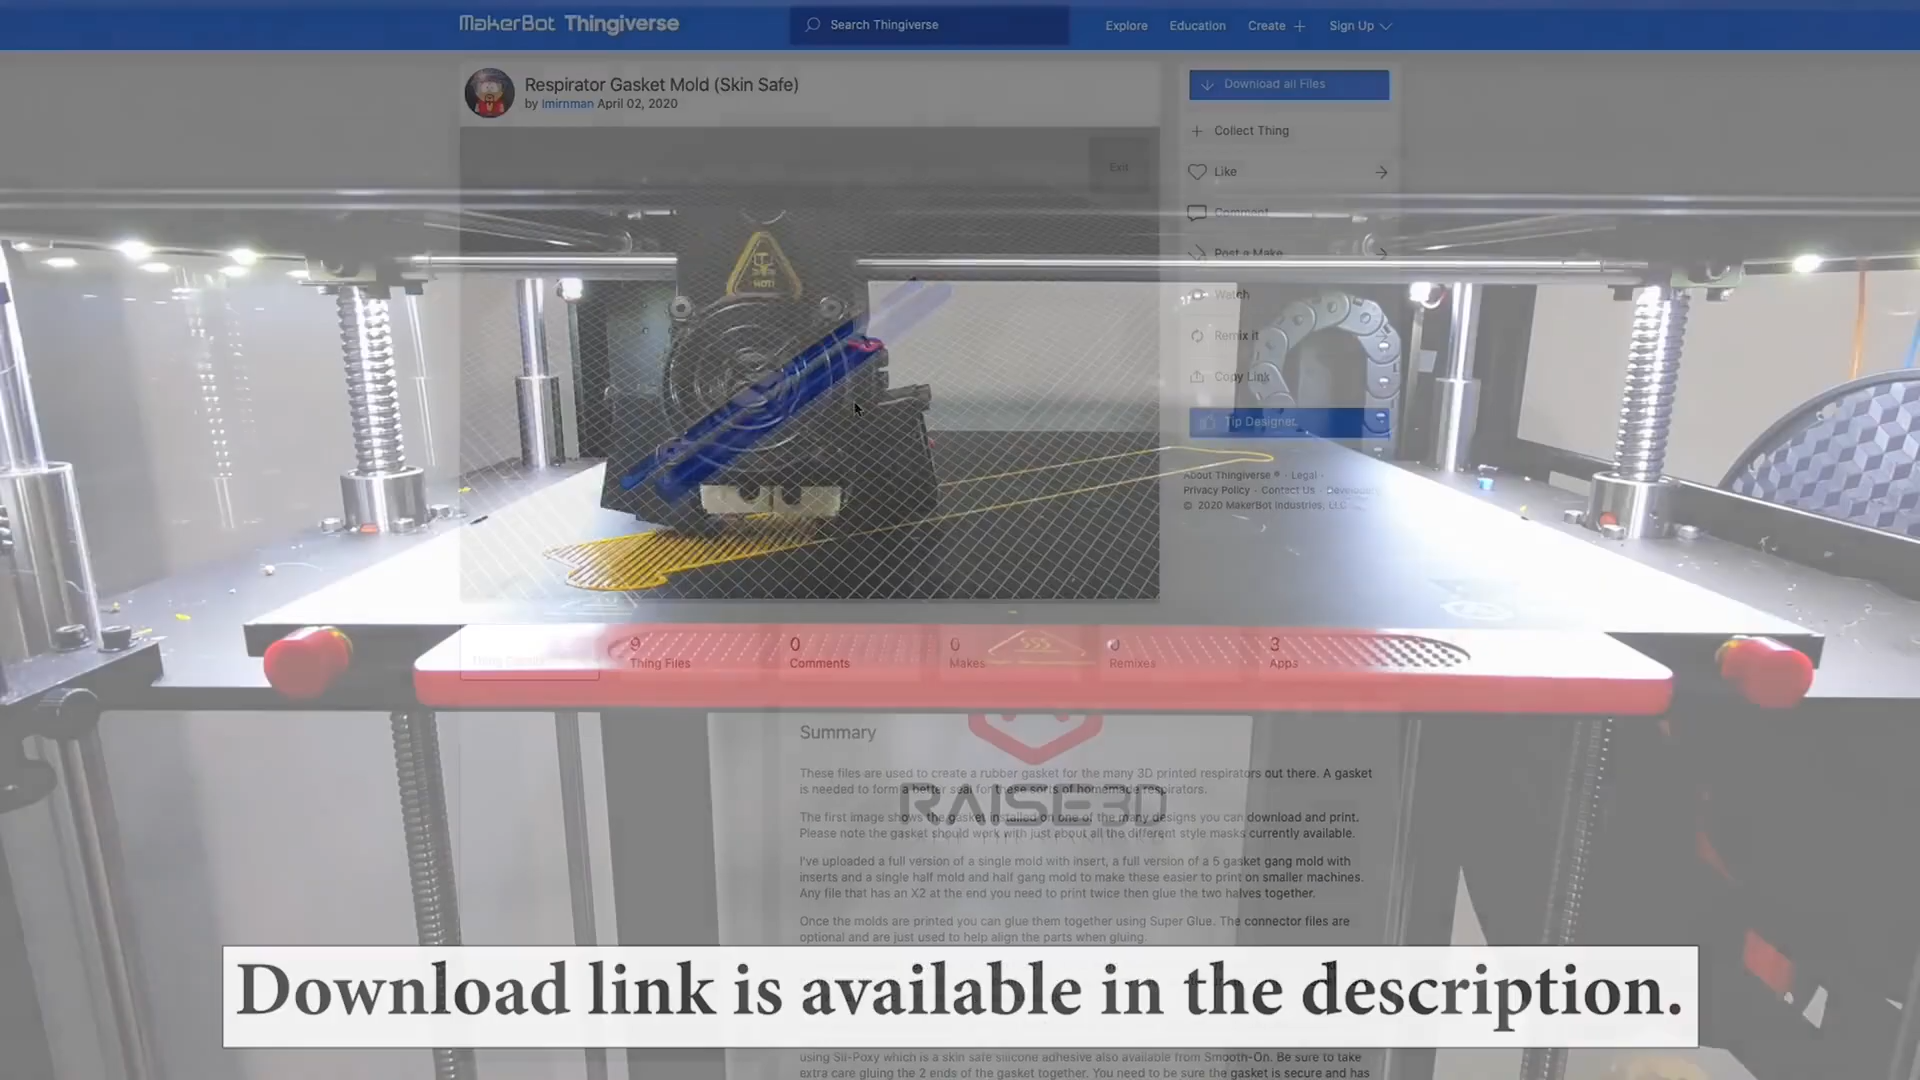 MakerBot Thingiverse
Search Thingiverse
Explore
Education
Create
Sign Up
Respirator Gasket Mold (Skin Safe)
by lmirnman April 02, 2020
Download all Files
Collect Thing
Exit
Like
Comment
Post a Make
HOT!
Watch
Remix it
Copy Link
Tip Designer
About Thingiverse ® · Legal ·
Privacy Policy · Contact Us · Developers
© 2020 MakerBot Industries, LLC
9
Thing Files
0
Comments
Makes
0
Remixes
3
Apps
Summary
These files are used to create a rubber gasket for the many 3D printed respirators out there. A gasket
is needed to form a better seal for these sorts of homemade respirators.
RAISE3D
The first image shows the gasket installed on one of the many designs you can download and print.
Please note the gasket should work with just about all the different style masks currently available.
I've uploaded a full version of a single mold with insert, a full version of a 5 gasket gang mold with
inserts and a single half mold and half gang mold to make these easier to print on smaller machines.
Any file that has an X2 at the end you need to print twice then glue the two halves together.
Once the molds are printed you can glue them together using Super Glue. The connector files are
optional and are just used to help align the parts when gluing.
Download link is available in the description.
using Sil-Poxy which is a skin safe silicone adhesive also available from Smooth-On. Be sure to take
extra care gluing the 2 ends of the gasket together. You need to be sure the gasket is secure and has